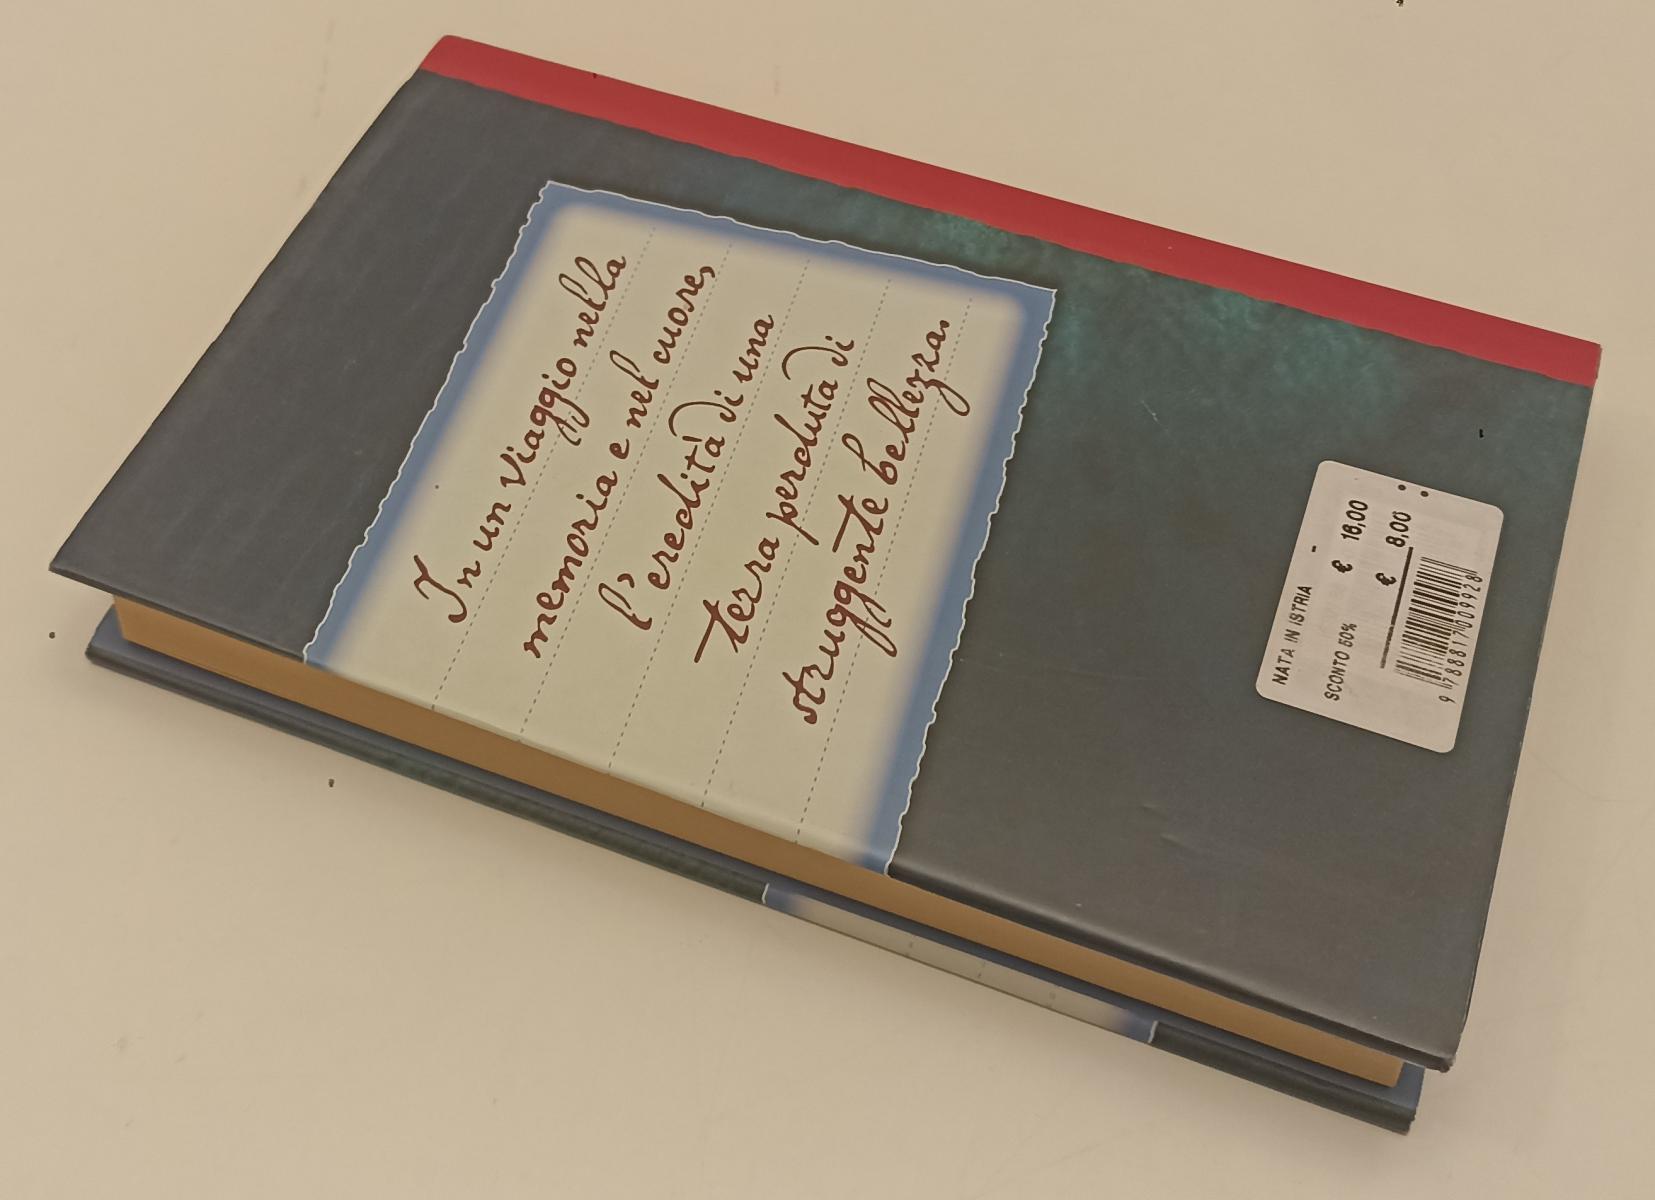 In un viaggio nella
memoria e nel cuore,
l'eredità di una
terra perduta di
struggente bellezza.
NATA IN ISTRIA -
€ 16,00
SCONTO 50% € 8,00
9 788817 009928